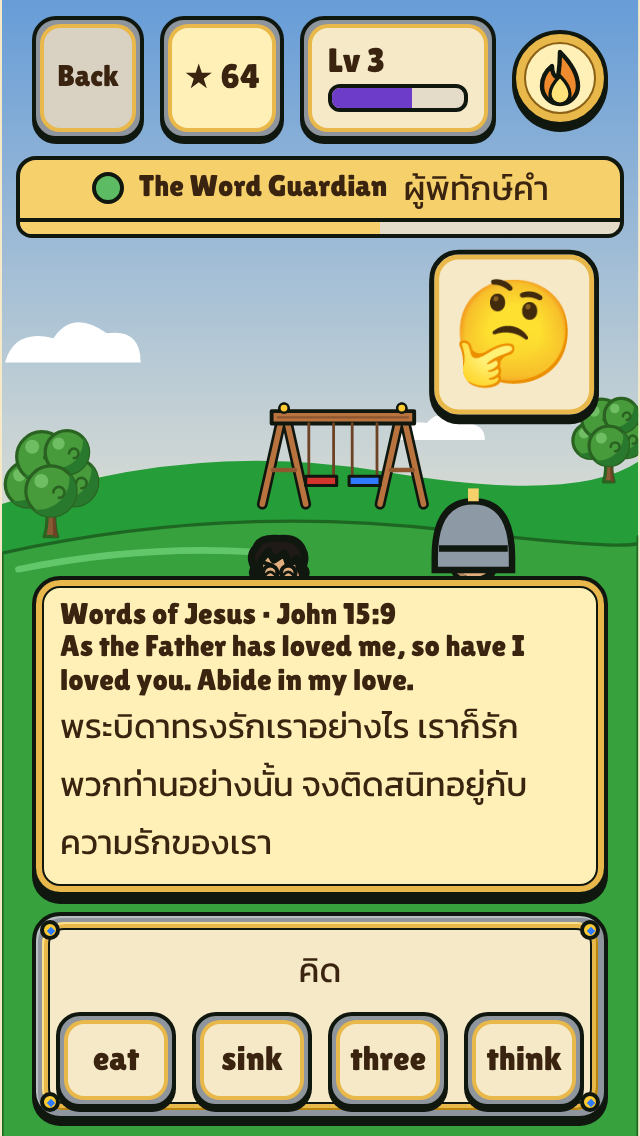 Back
★ 64
Lv 3
The Word Guardian ผู้พิทักษ์คำ
Words of Jesus · John 15:9
As the Father has loved me, so have I
loved you. Abide in my love.
พระบิดาทรงรักเราอย่างไร เราก็รัก
พวกท่านอย่างนั้น จงติดสนิทอยู่กับ
ความรักของเรา
คิด
eat
sink
three
think